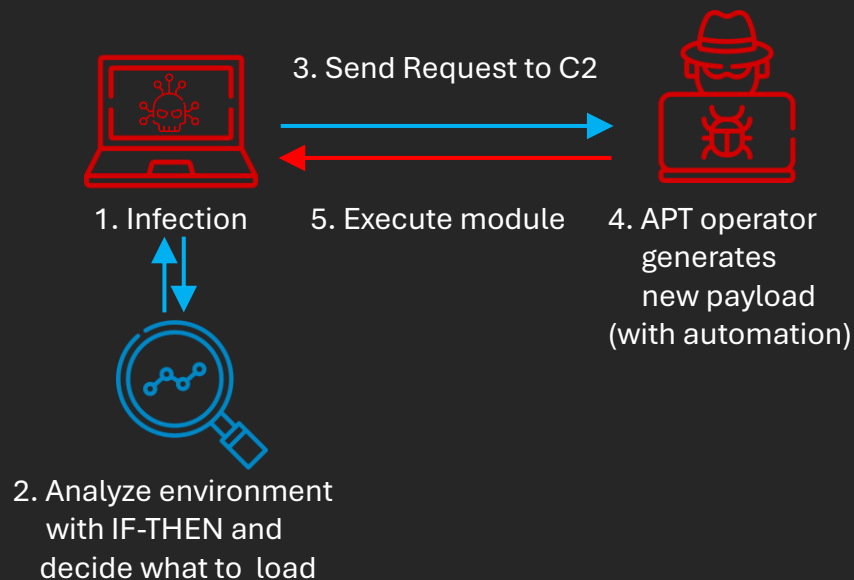 3. Send Request to C2
1. Infection
5. Execute module
4. APT operator
generates
new payload
(with automation)
2. Analyze environment
with IF-THEN and
decide what to load